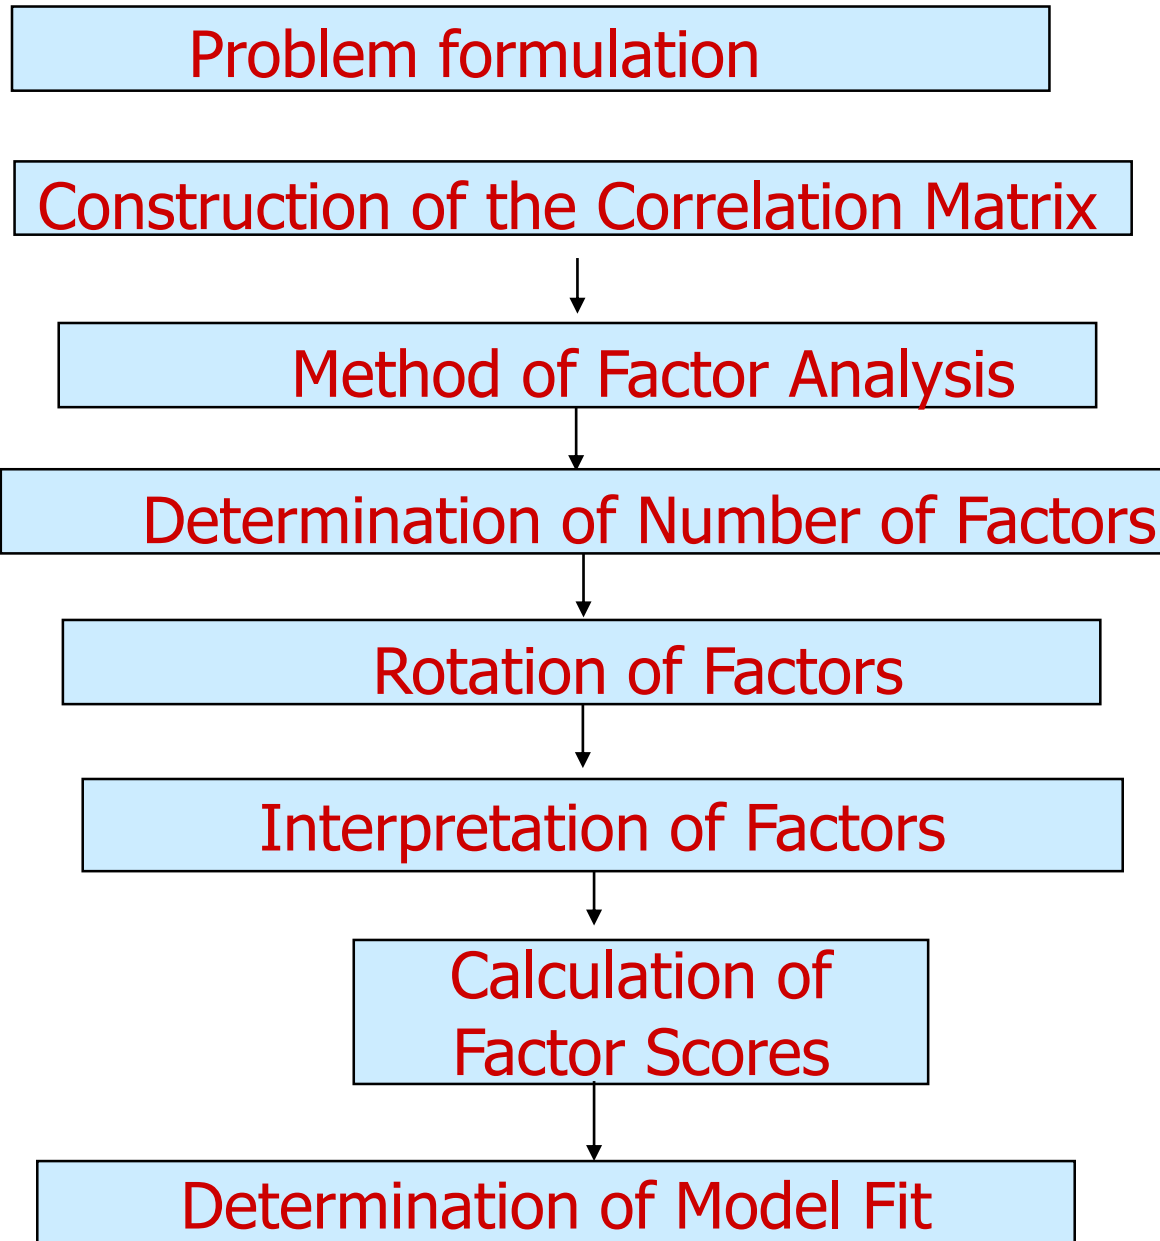 Problem formulation
Construction of the Correlation Matrix
Method of Factor Analysis
Determination of Number of Factors
Rotation of Factors
Interpretation of Factors
Calculation of
Factor Scores
Determination of Model Fit